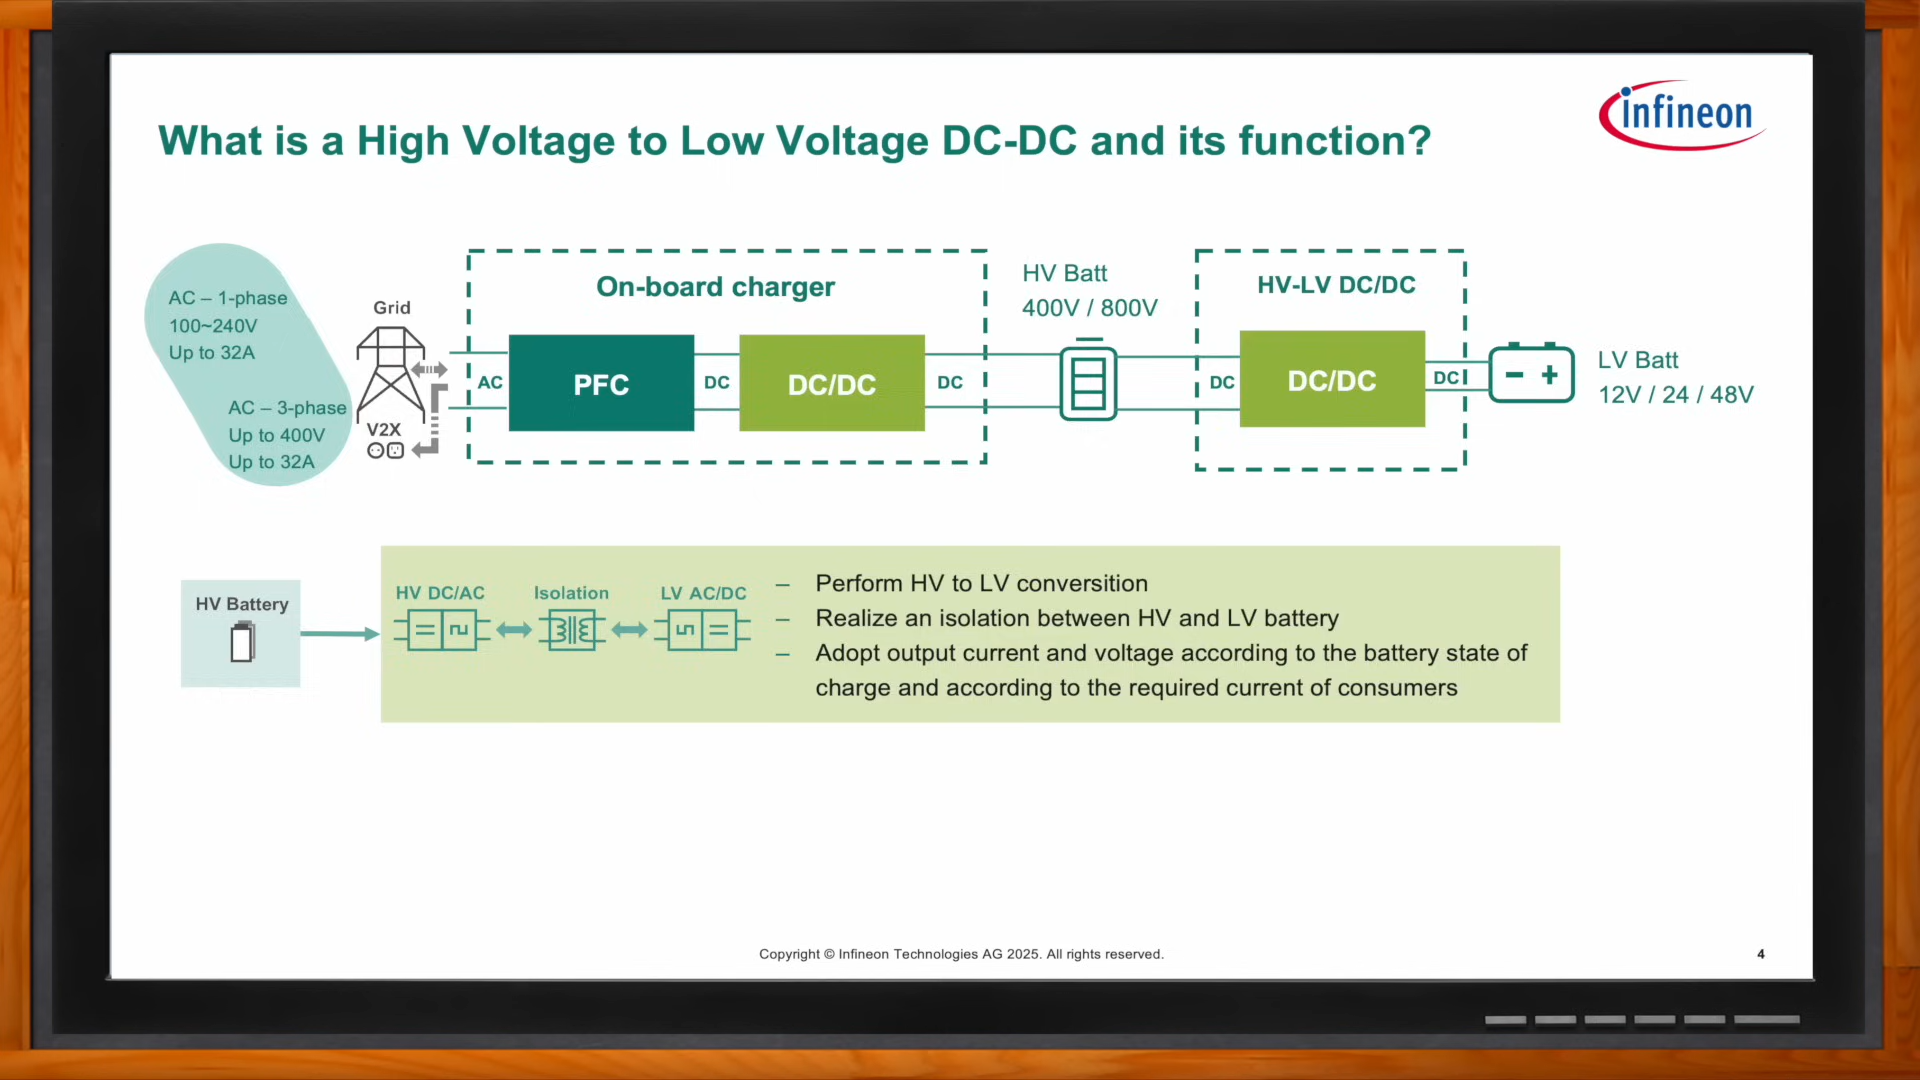 infineon
What is a High Voltage to Low Voltage DC-DC and its function?
AC – 1-phase
100~240V
Up to 32A
AC – 3-phase
Up to 400V
Up to 32A
Grid
V2X
On-board charger
AC
PFC
DC
DC/DC
DC
HV Batt
400V / 800V
HV-LV DC/DC
DC
DC/DC
DC
LV Batt
12V / 24 / 48V
HV Battery
HV DC/AC
Isolation
LV AC/DC
– Perform HV to LV conversition
– Realize an isolation between HV and LV battery
– Adopt output current and voltage according to the battery state of
charge and according to the required current of consumers
Copyright © Infineon Technologies AG 2025. All rights reserved.
4